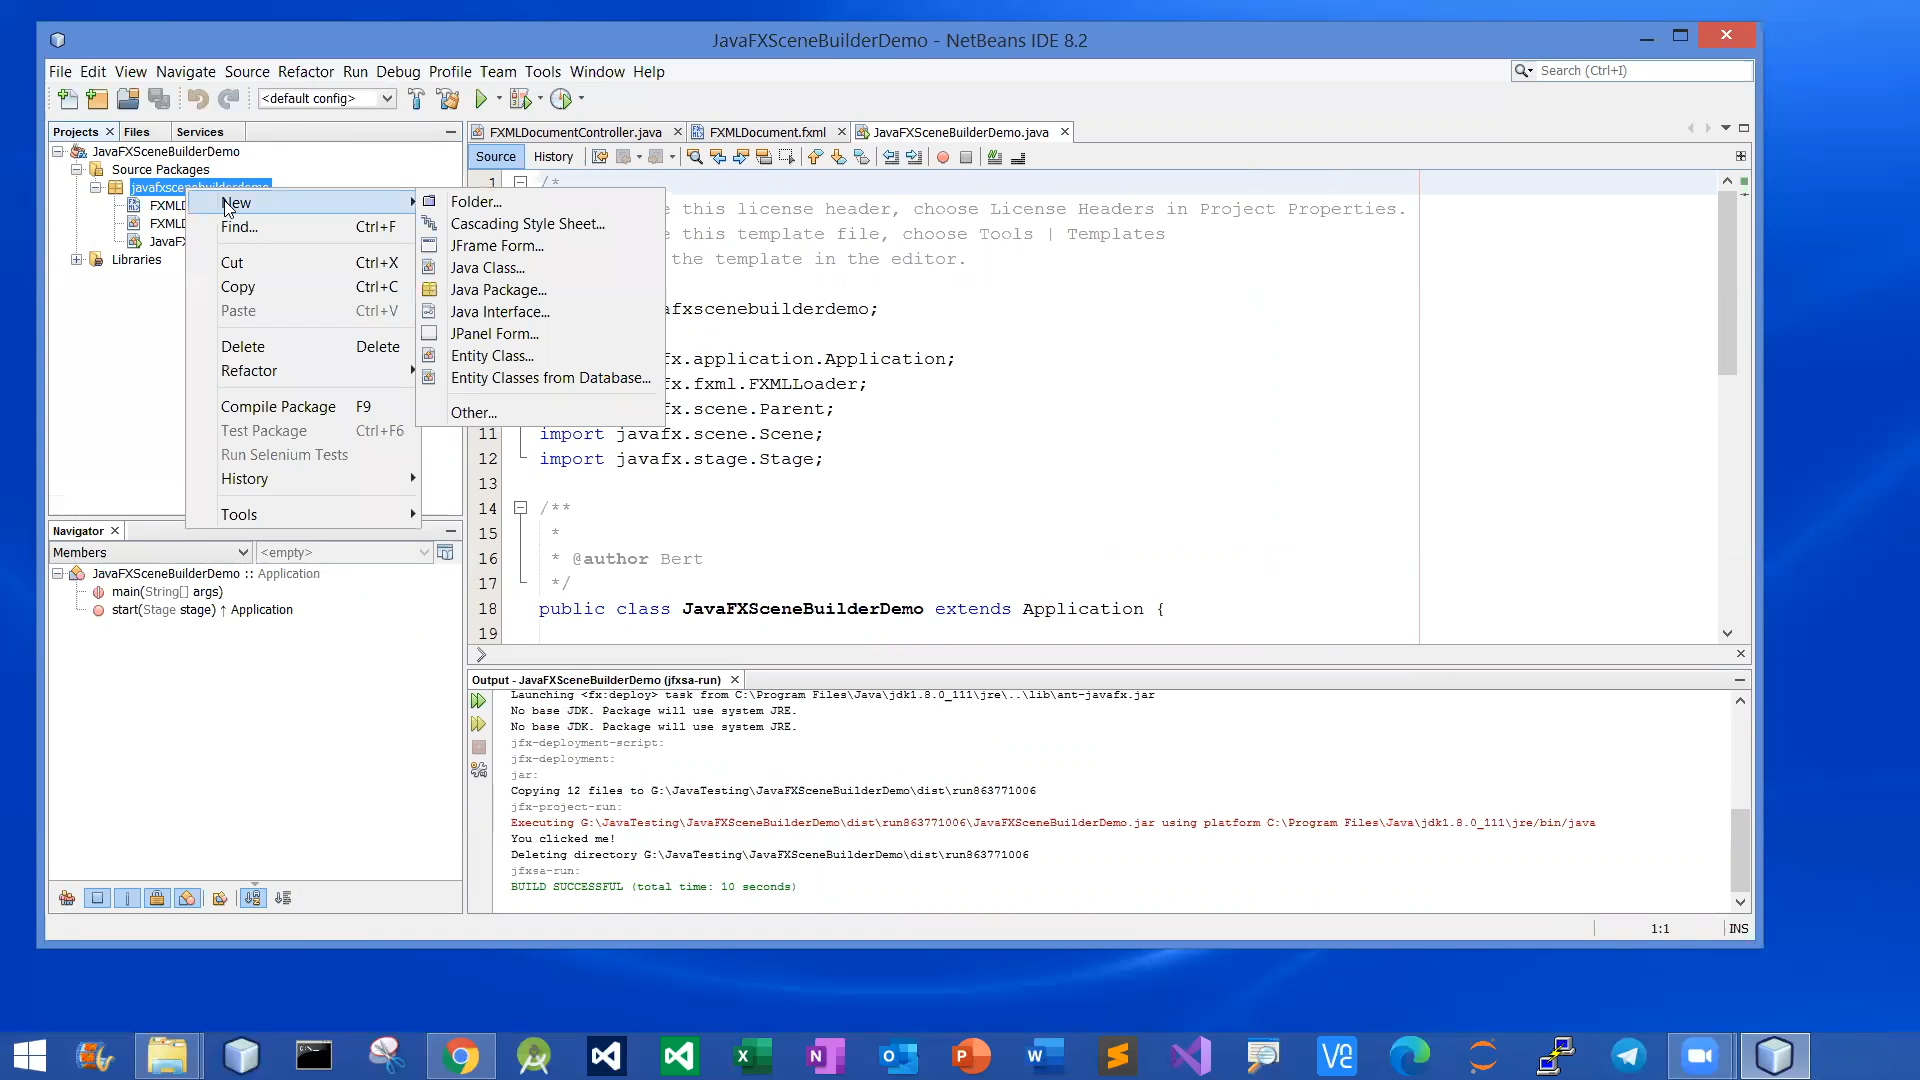 JavaFXSceneBuilderDemo - NetBeans IDE 8.2
File Edit View Navigate Source Refactor Run Debug Profile Team Tools Window Help
Search (Ctrl+I)
<default config>
Projects Files Services
JavaFXSceneBuilderDemo
Source Packages
javafxscenebuilderdemo
FXMLD
FXMLD
JavaFX
Libraries
New
Find... Ctrl+F
Cut Ctrl+X
Copy Ctrl+C
Paste Ctrl+V
Delete Delete
Refactor
Compile Package F9
Test Package Ctrl+F6
Run Selenium Tests
History
Tools
Folder...
Cascading Style Sheet...
JFrame Form...
Java Class...
Java Package...
Java Interface...
JPanel Form...
Entity Class...
Entity Classes from Database...
Other...
FXMLDocumentController.java FXMLDocument.fxml JavaFXSceneBuilderDemo.java
Source History
1 /*
e this license header, choose License Headers in Project Properties.
e this template file, choose Tools | Templates
the template in the editor.
afxscenebuilderdemo;
fx.application.Application;
fx.fxml.FXMLLoader;
fx.scene.Parent;
11 import javafx.scene.Scene;
12 import javafx.stage.Stage;
13
14 /**
15 *
16 * @author Bert
17 */
18 public class JavaFXSceneBuilderDemo extends Application {
19
Navigator
Members <empty>
JavaFXSceneBuilderDemo :: Application
main(String[] args)
start(Stage stage) ↑ Application
Output - JavaFXSceneBuilderDemo (jfxsa-run)
Launching <fx:deploy> task from C:\Program Files\Java\jdk1.8.0_111\jre\..\lib\ant-javafx.jar
No base JDK. Package will use system JRE.
No base JDK. Package will use system JRE.
jfx-deployment-script:
jfx-deployment:
jar:
Copying 12 files to G:\JavaTesting\JavaFXSceneBuilderDemo\dist\run863771006
jfx-project-run:
Executing G:\JavaTesting\JavaFXSceneBuilderDemo\dist\run863771006\JavaFXSceneBuilderDemo.jar using platform C:\Program Files\Java\jdk1.8.0_111\jre/bin/java
You clicked me!
Deleting directory G:\JavaTesting\JavaFXSceneBuilderDemo\dist\run863771006
jfxsa-run:
BUILD SUCCESSFUL (total time: 10 seconds)
1:1 INS